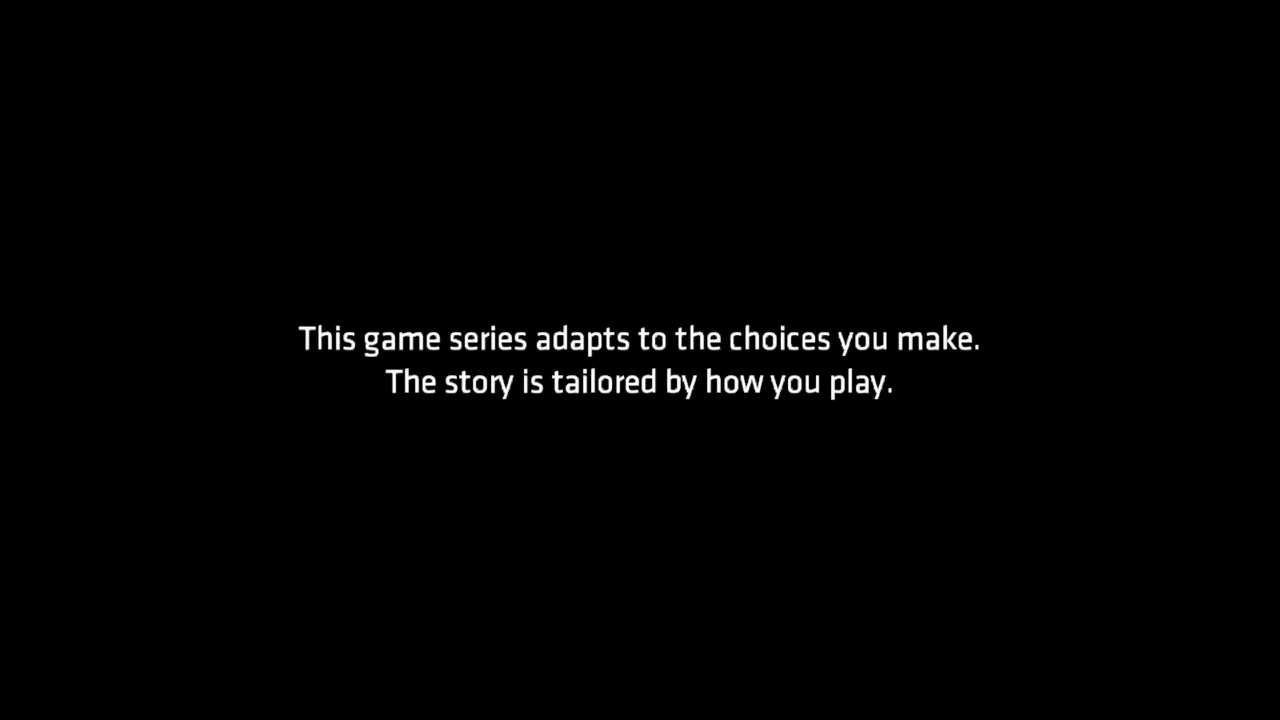 This game series adapts to the choices you make.
The story is tailored by how you play.